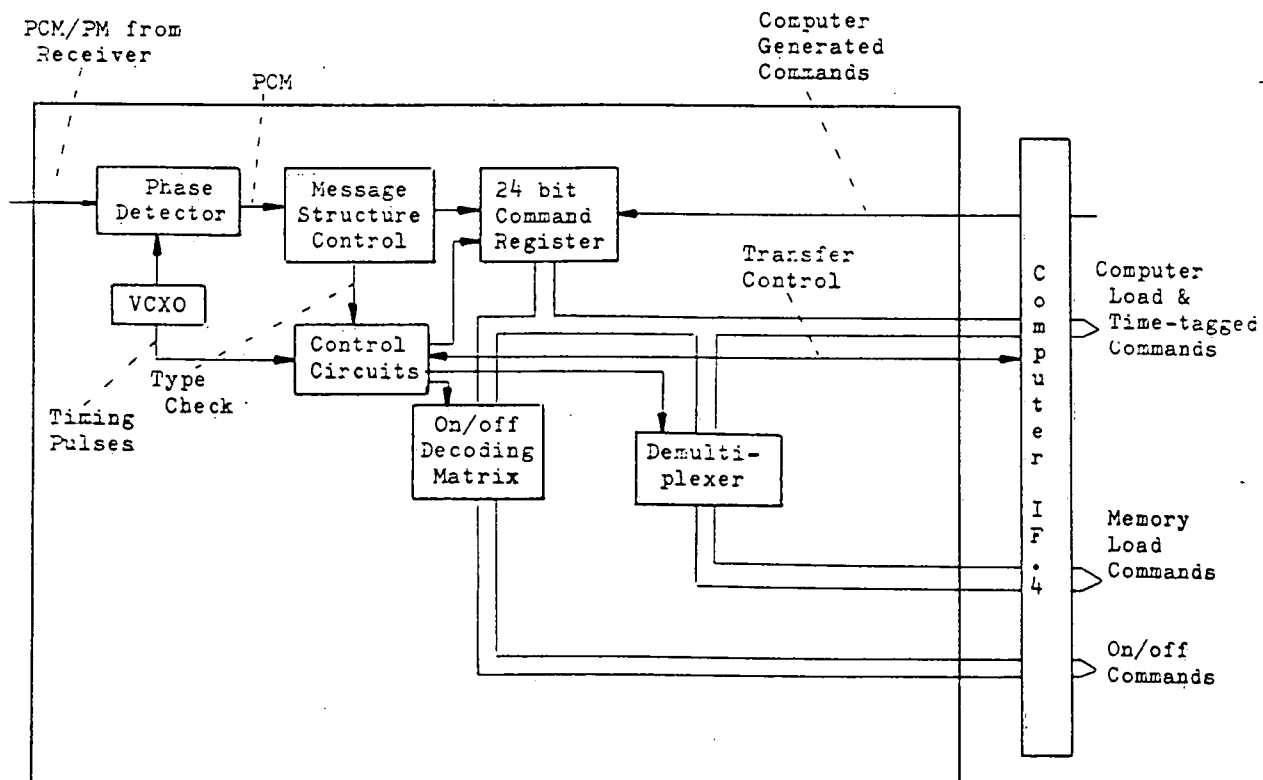 PCM/PM from
Receiver
PCM
Computer
Generated
Commands
Phase
Detector
Message
Structure
Control
24 bit
Command
Register
VCXO
Control
Circuits
Transfer
Control
Type
Check
Timing
Pulses
On/off
Decoding
Matrix
Demulti-
plexer
Computer IF.4
Computer
Load &
Time-tagged
Commands
Memory
Load
Commands
On/off
Commands